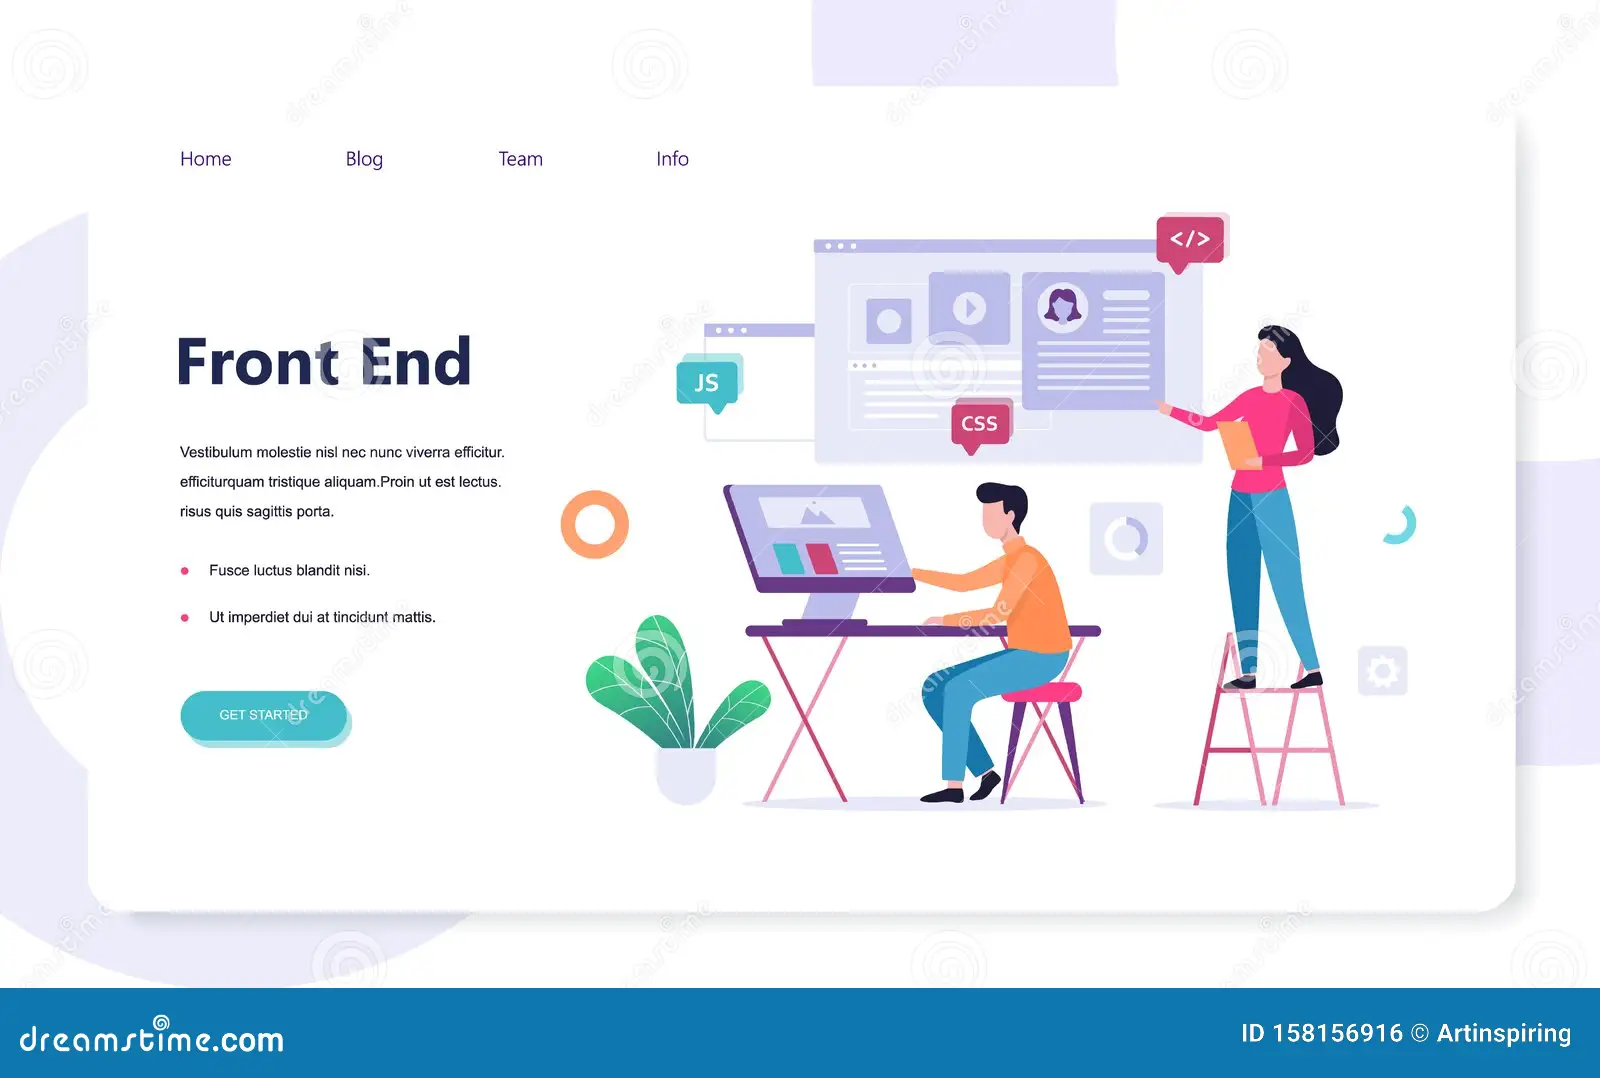 Home Blog Team Info
</>
JS
CSS
Front End
Vestibulum molestie nisl nec nunc viverra efficitur.
efficiturquam tristique aliquam.Proin ut est lectus.
risus quis sagittis porta.
Fusce luctus blandit nisi.
Ut imperdiet dui at tincidunt mattis.
GET STARTED
dreamstime.com
ID 158156916 © Artinspiring